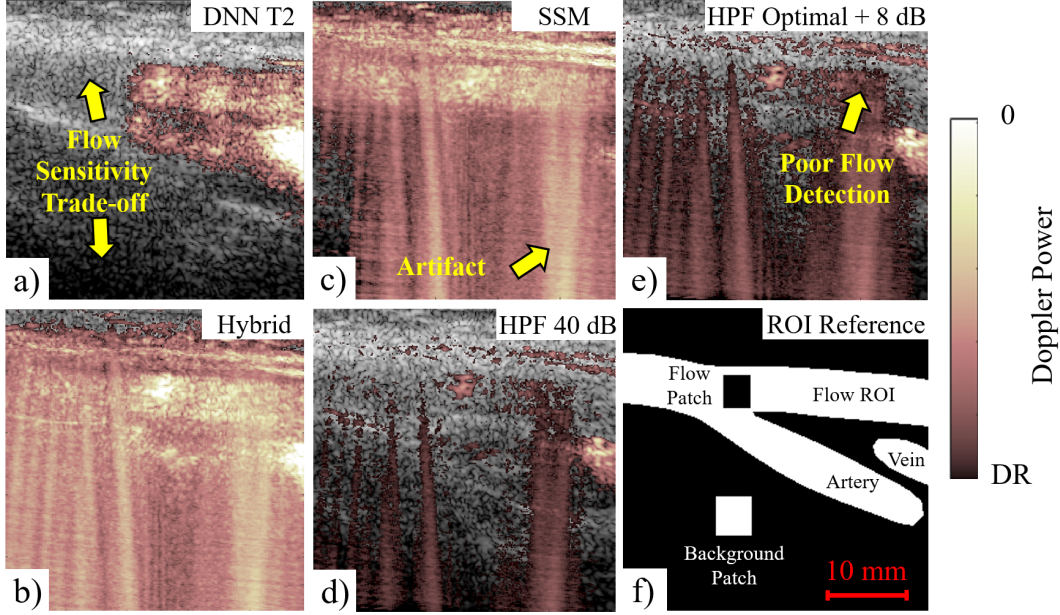 DNN T2
Flow
Sensitivity
Trade-off
a)
SSM
Artifact
c)
HPF Optimal + 8 dB
Poor Flow
Detection
e)
0
Doppler Power
DR
Hybrid
b)
HPF 40 dB
d)
ROI Reference
Flow
Patch
Flow ROI
Vein
Artery
Background
Patch
10 mm
f)